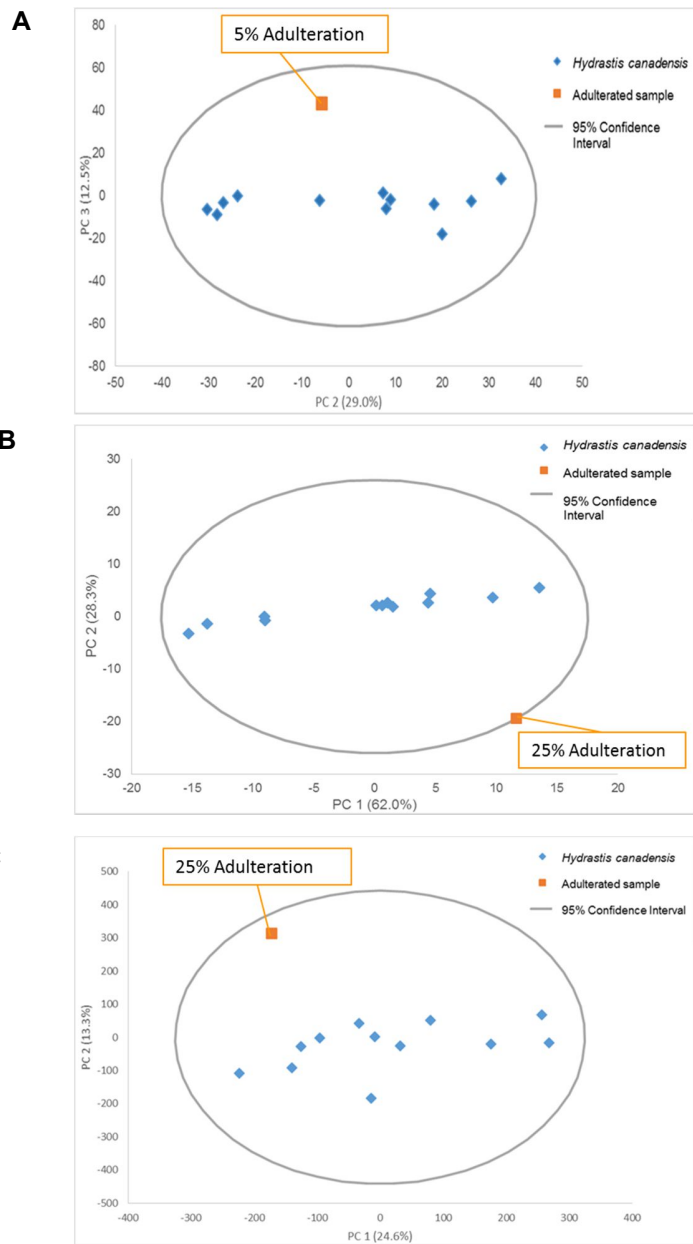 A
5% Adulteration
Hydrastis canadensis
Adulterated sample
95% Confidence
Interval
80
60
40
20
0
-20
-40
-60
-80
PC 3 (12.5%)
-50
-40
-30
-20
-10
0
10
20
30
40
50
PC 2 (29.0%)
B
Hydrastis canadensis
Adulterated sample
95% Confidence
Interval
30
20
10
0
-10
-20
-30
PC 2 (28.3%)
25% Adulteration
-20
-15
-10
-5
0
5
10
15
20
PC 1 (62.0%)
25% Adulteration
Hydrastis canadensis
Adulterated sample
95% Confidence Interval
500
400
300
200
100
0
-100
-200
-300
-400
-500
PC 2 (13.3%)
-400
-300
-200
-100
0
100
200
300
400
PC 1 (24.6%)